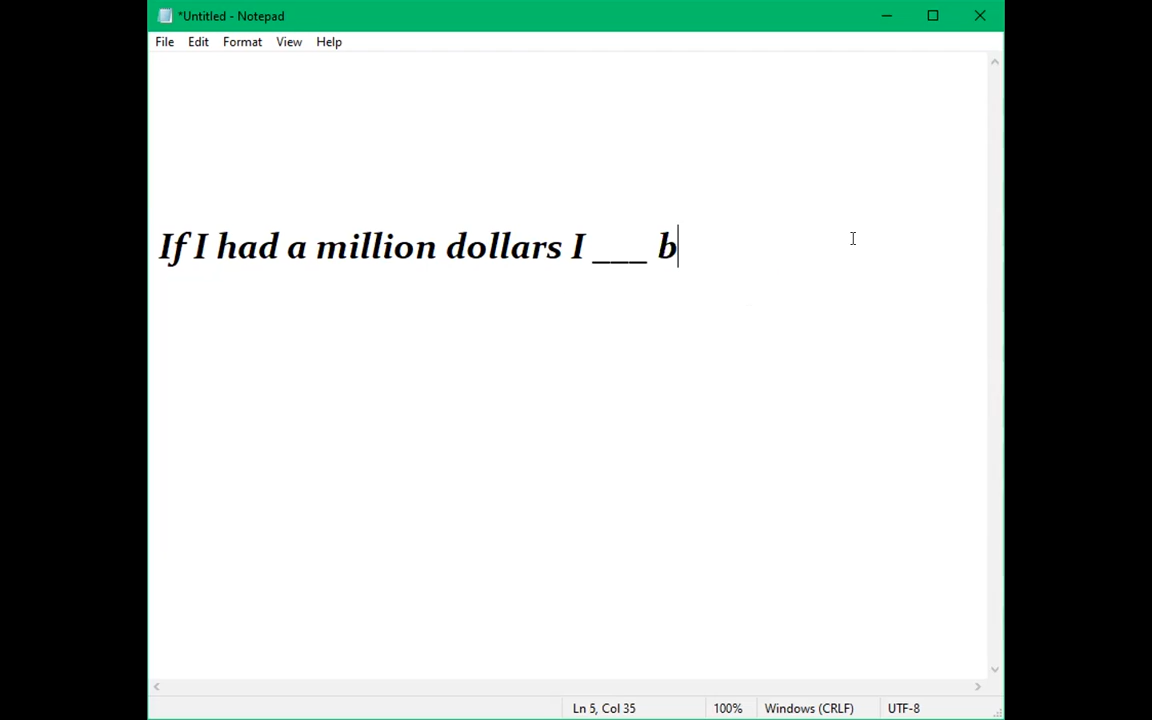 *Untitled - Notepad
File Edit Format View Help
If I had a million dollars I ___ b
Ln 5, Col 35 100% Windows (CRLF) UTF-8